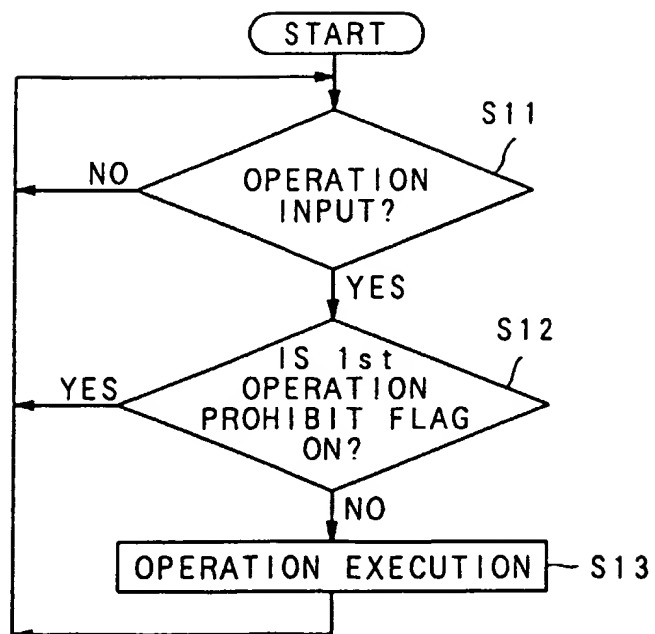 START
S11
NO
OPERATION
INPUT?
YES
S12
IS 1st
YES
OPERATION
PROHIBIT FLAG
ON?
NO
OPERATION EXECUTION
S13